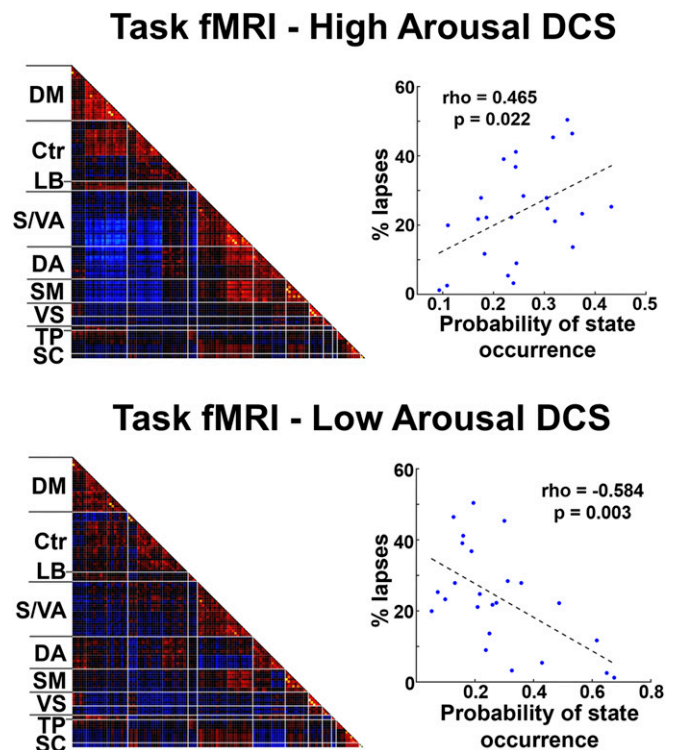 Task fMRI - High Arousal DCS
DM
Ctr
LB
S/VA
DA
SM
VS
TP
SC
60
40
20
0
% lapses
rho = 0.465
p = 0.022
0.1
0.2
0.3
0.4
0.5
Probability of state
occurrence
Task fMRI - Low Arousal DCS
DM
Ctr
LB
S/VA
DA
SM
VS
TP
SC
60
40
20
0
% lapses
rho = -0.584
p = 0.003
0.2
0.4
0.6
0.8
Probability of state
occurrence